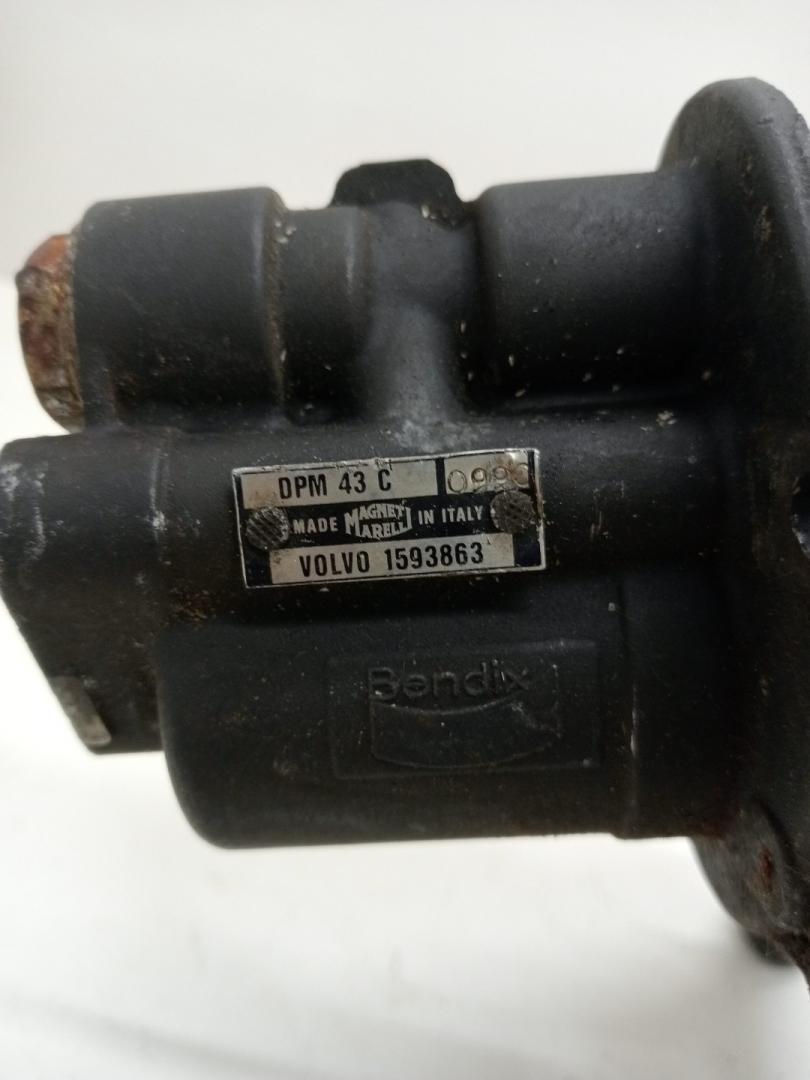 DPM 43 C
MADE MAGNETI MARELLI IN ITALY
VOLVO 1593863
Bendix